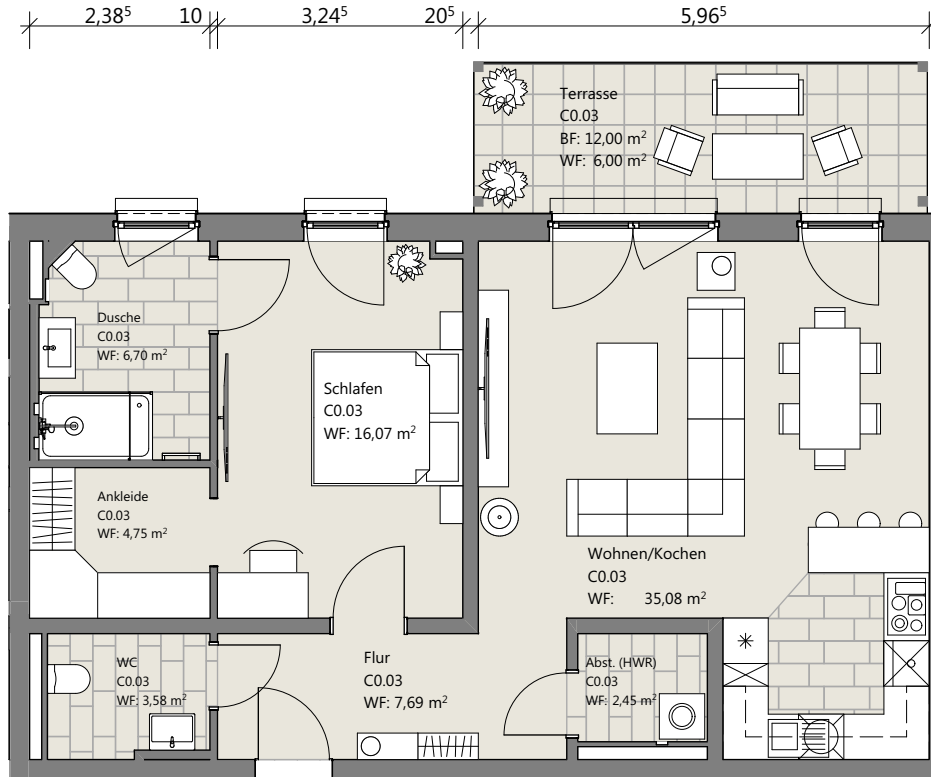 2,38⁵ 10 3,24⁵ 20⁵ 5,96⁵
Terrasse
C0.03
BF: 12,00 m²
WF: 6,00 m²
Dusche
C0.03
WF: 6,70 m²
Schlafen
C0.03
WF: 16,07 m²
Ankleide
C0.03
WF: 4,75 m²
Wohnen/Kochen
C0.03
WF: 35,08 m²
WC
C0.03
WF: 3,58 m²
Flur
C0.03
WF: 7,69 m²
Abst. (HWR)
C0.03
WF: 2,45 m²